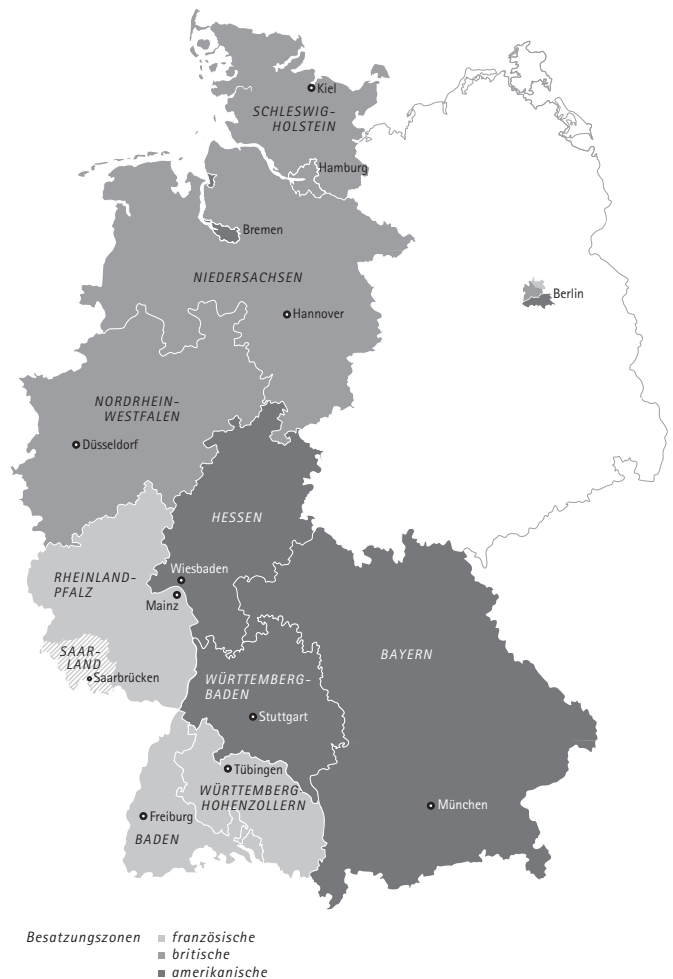 Kiel
SCHLESWIG-
HOLSTEIN
Hamburg
Bremen
NIEDERSACHSEN
Berlin
Hannover
NORDRHEIN-
WESTFALEN
Düsseldorf
HESSEN
Wiesbaden
RHEINLAND-
PFALZ
Mainz
SAAR-
LAND
Saarbrücken
BAYERN
WÜRTTEMBERG-
BADEN
Stuttgart
Tübingen
WÜRTTEMBERG-
HOHENZOLLERN
München
Freiburg
BADEN
Besatzungszonen
französische
britische
amerikanische